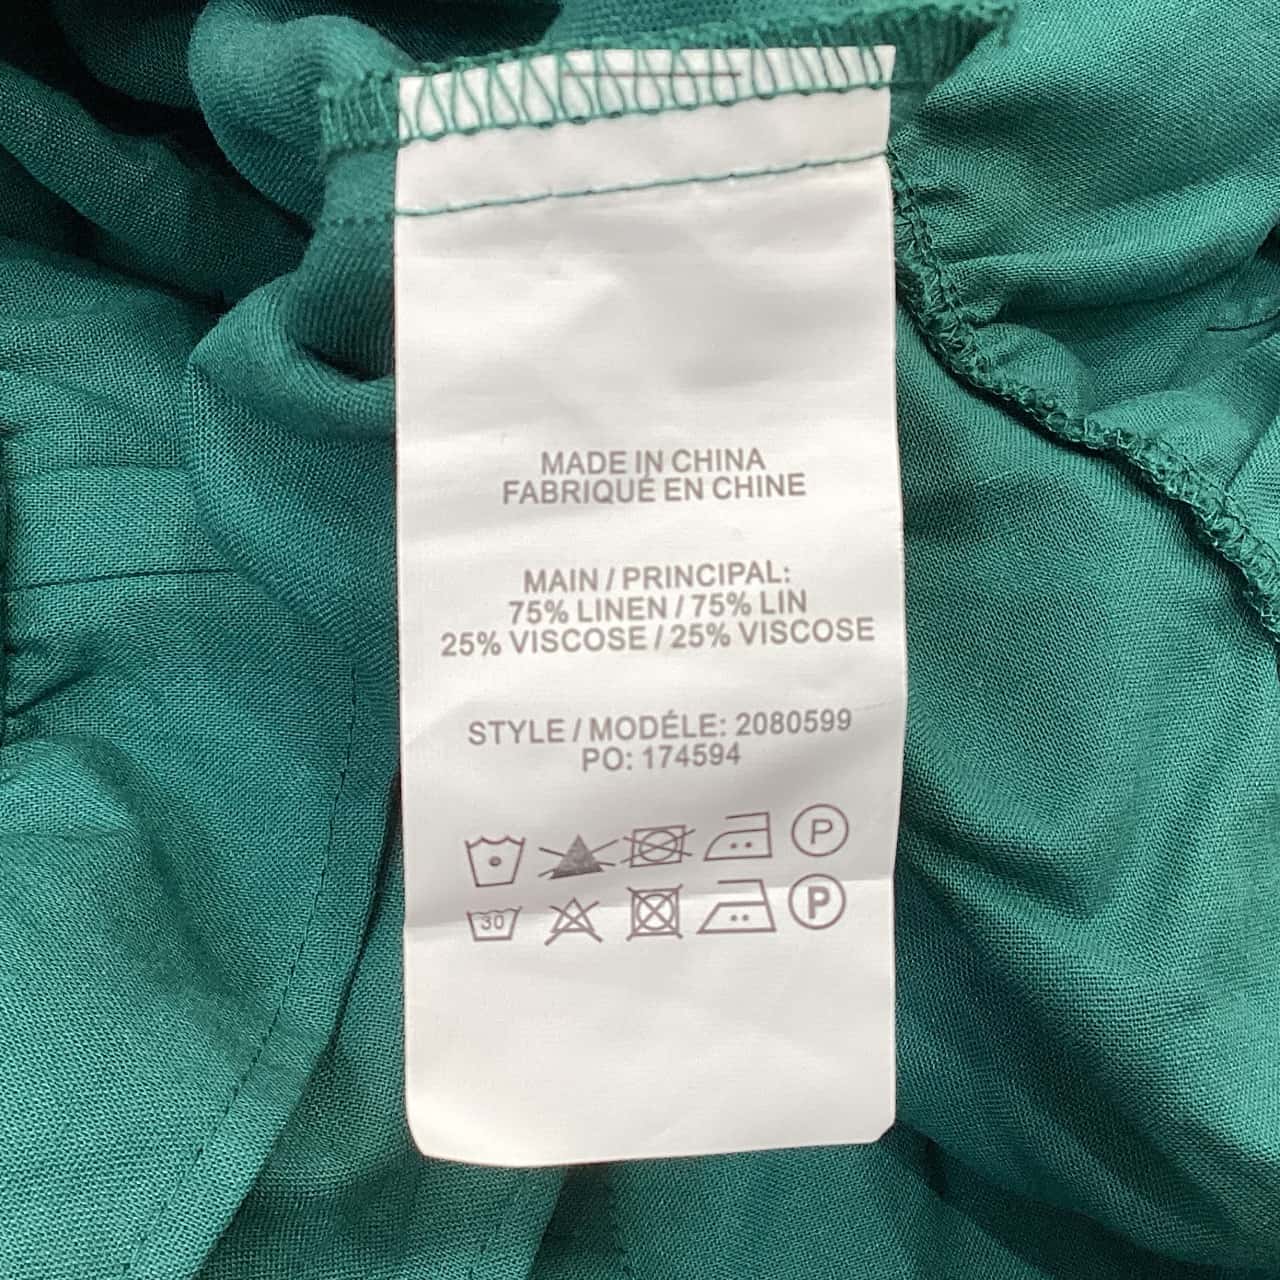 MADE IN CHINA
FABRIQUÉ EN CHINE
MAIN / PRINCIPAL:
75% LINEN / 75% LIN
25% VISCOSE / 25% VISCOSE
STYLE / MODÉLE: 2080599
PO: 174594
P
30 P